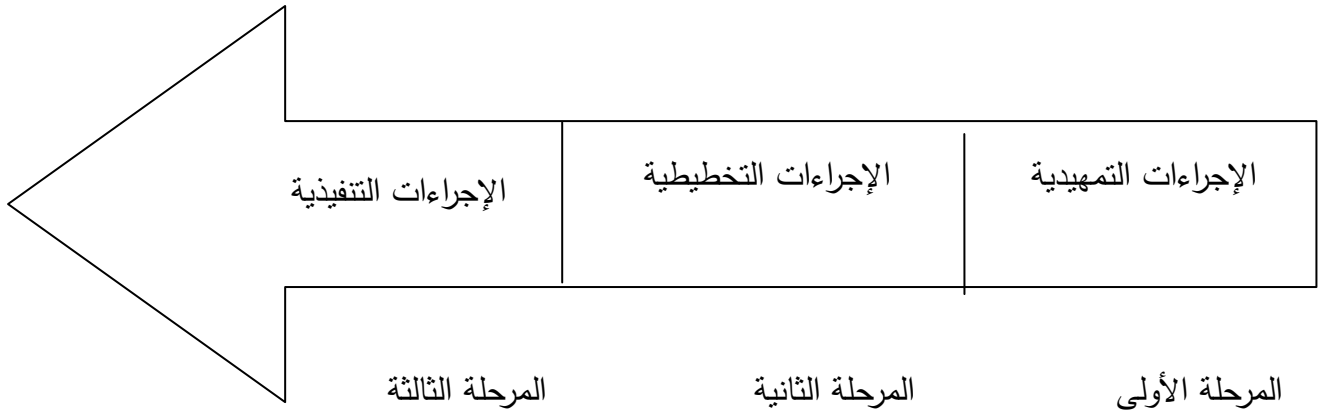 الإجراءات التمهيدية
الإجراءات التخطيطية
الإجراءات التنفيذية
المرحلة الأولى
المرحلة الثانية
المرحلة الثالثة